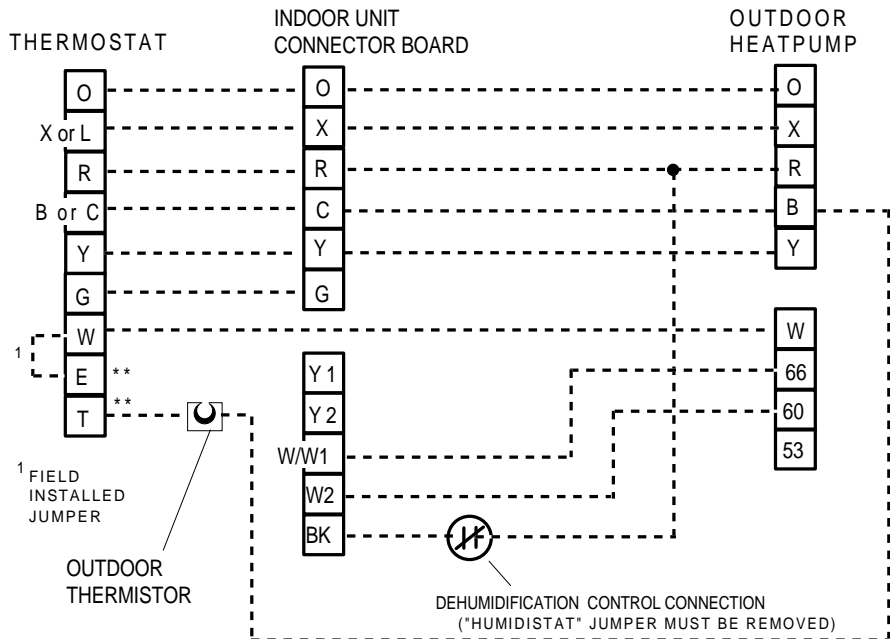 THERMOSTAT
INDOOR UNIT
CONNECTOR BOARD
OUTDOOR
HEATPUMP
O
X or L
R
B or C
Y
G
W
E **
T **
1
O
X
R
C
Y
G
Y 1
Y 2
W/W1
W2
BK
O
X
R
B
Y
W
66
60
53
1 FIELD
INSTALLED
JUMPER
OUTDOOR
THERMISTOR
DEHUMIDIFICATION CONTROL CONNECTION
("HUMIDISTAT" JUMPER MUST BE REMOVED)